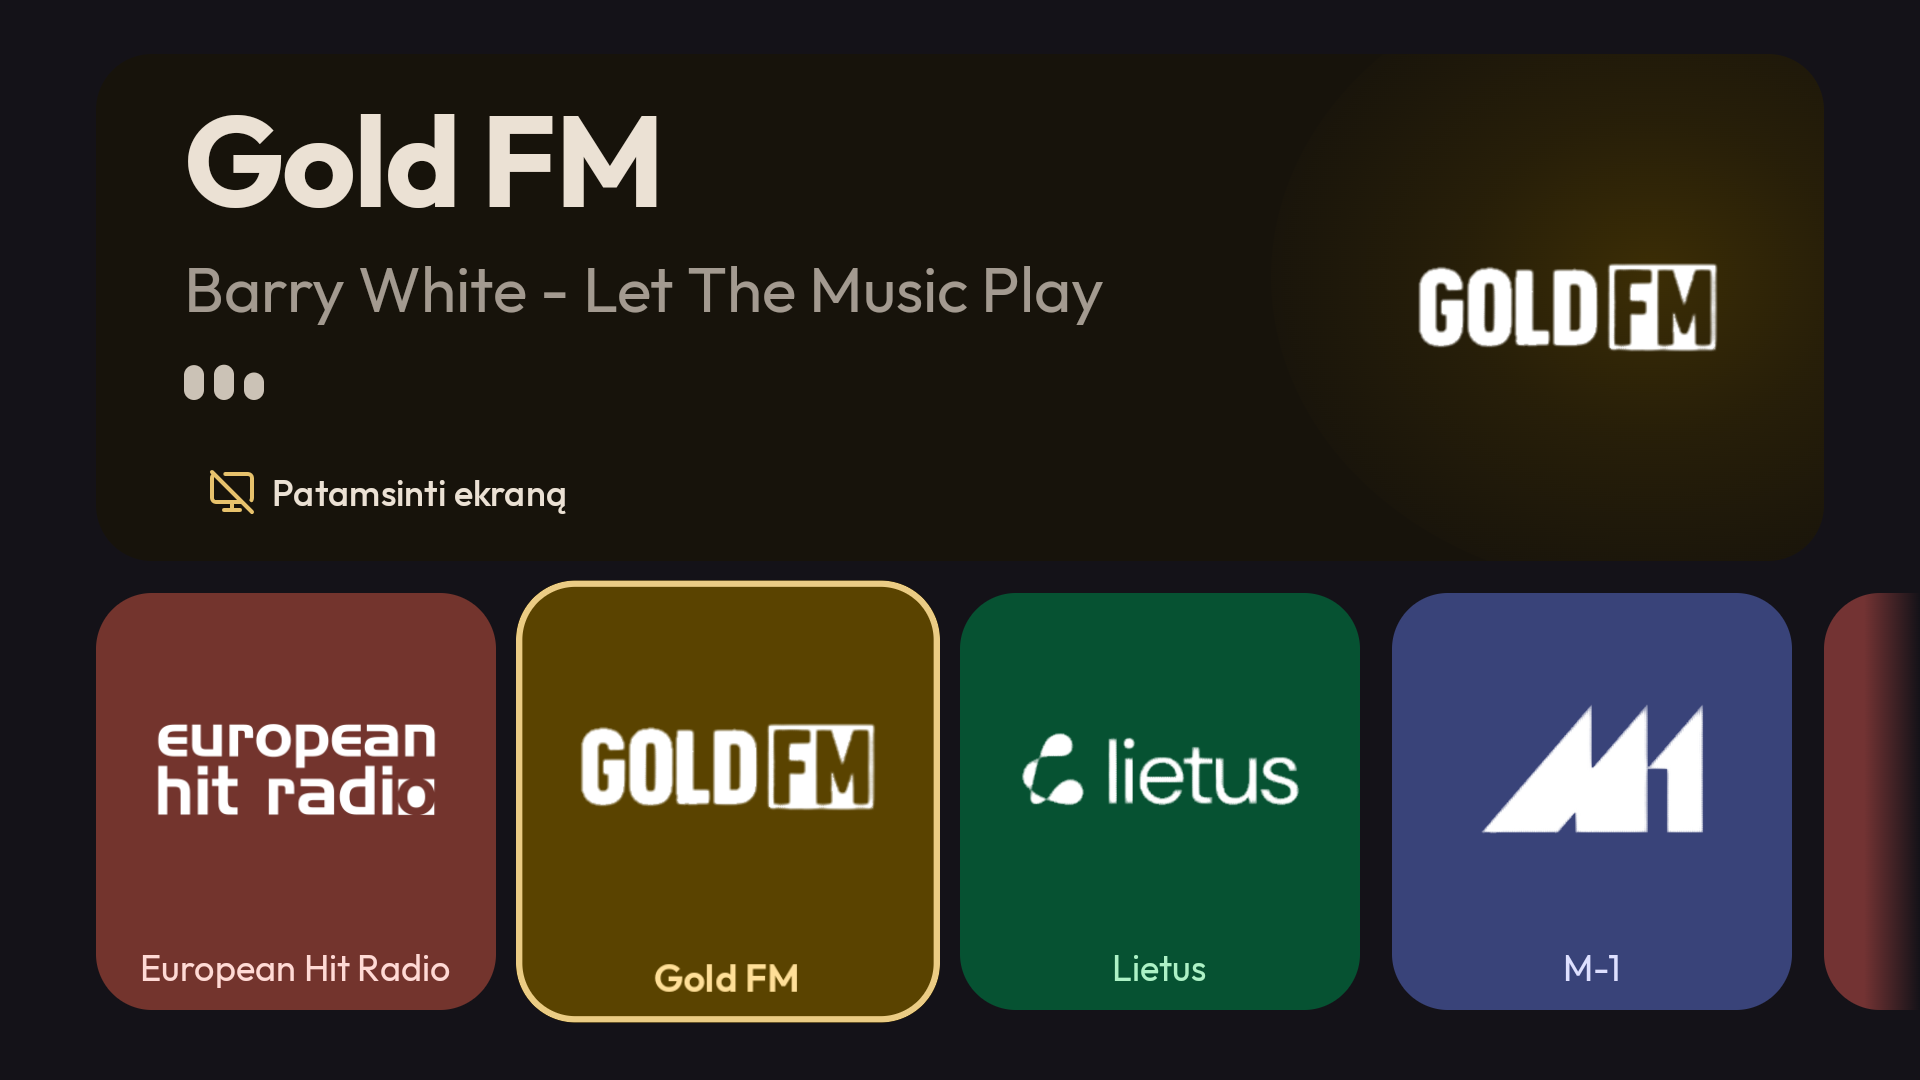 Gold FM
Barry White - Let The Music Play
GOLD FM
Patamsinti ekraną
european
hit radio
European Hit Radio
GOLD FM
Gold FM
lietus
Lietus
M1
M-1